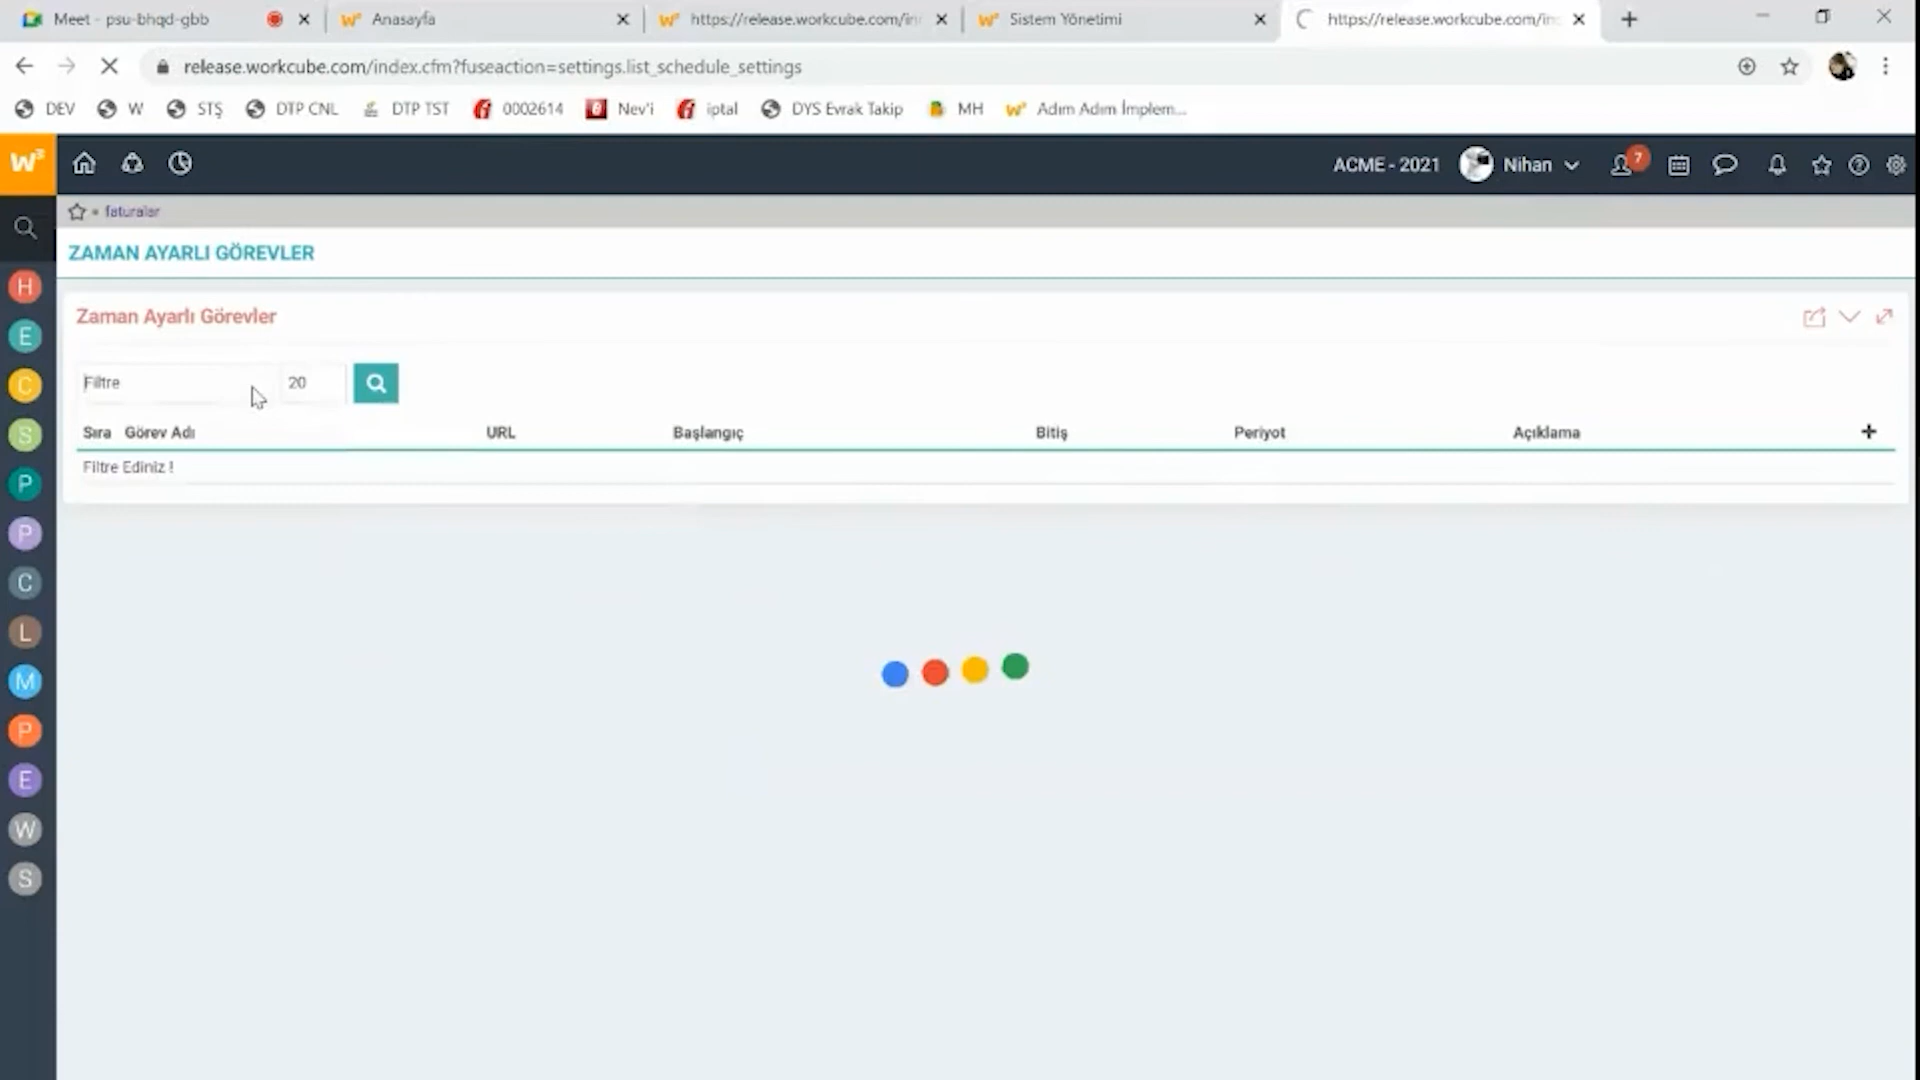 Meet - psu-bhqd-gbb
Anasayfa
https://release.workcube.com/in
Sistem Yönetimi
https://release.workcube.com/in
release.workcube.com/index.cfm?fuseaction=settings.list_schedule_settings
DEV
W
STŞ
DTP CNL
DTP TST
0002614
Nev'i
iptal
DYS Evrak Takip
MH
Adım Adım İmplem...
W³
ACME - 2021
Nihan
7
faturalar
ZAMAN AYARLI GÖREVLER
Zaman Ayarlı Görevler
Filtre
20
Sıra
Görev Adı
URL
Başlangıç
Bitiş
Periyot
Açıklama
+
Filtre Ediniz !
H
E
C
S
P
P
C
L
M
P
E
W
S